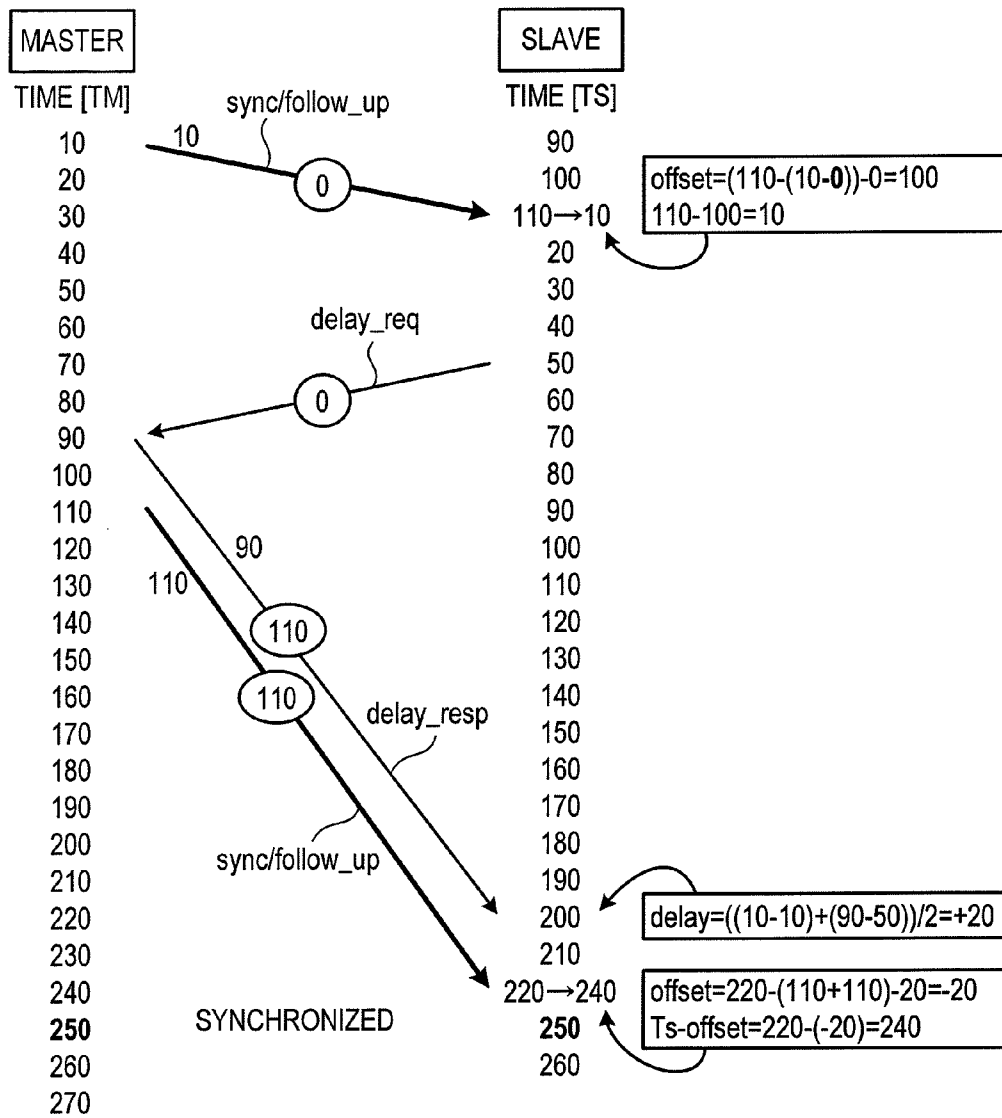 MASTER SLAVE
TIME [TM] TIME [TS]
sync/follow_up
10 10 90
20 0 100
30 110→10
offset=(110-(10-0))-0=100
110-100=10
40 20
50 30
60 delay_req 40
70 50
80 0 60
90 70
100 80
110 90
120 90 100
130 110 110
140 110 120
150 130
160 110 140
170 delay_resp 150
180 160
190 170
200 sync/follow_up 180
210 190
220 200
delay=((10-10)+(90-50))/2=+20
230 210
240 220→240
offset=220-(110+110)-20=-20
Ts-offset=220-(-20)=240
250 SYNCHRONIZED 250
260 260
270